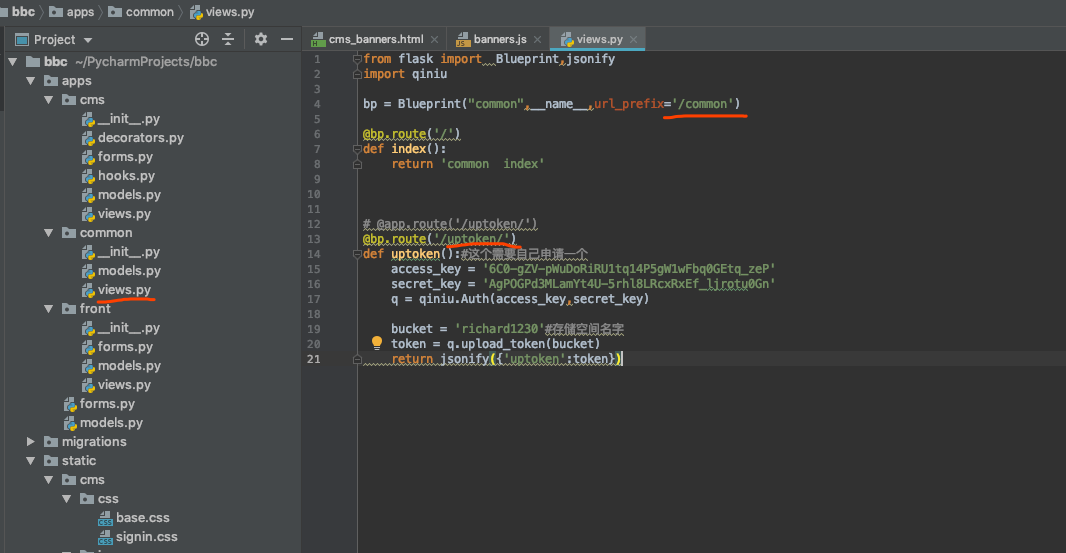 bbc apps common views.py
Project
cms_banners.html banners.js views.py
bbc ~/PycharmProjects/bbc
apps
cms
__init__.py
decorators.py
forms.py
hooks.py
models.py
views.py
common
__init__.py
models.py
views.py
front
__init__.py
forms.py
models.py
views.py
forms.py
models.py
migrations
static
cms
css
base.css
signin.css
1 from flask import  Blueprint,jsonify
2 import qiniu
3
4 bp = Blueprint("common",__name__,url_prefix='/common')
5
6 @bp.route('/')
7 def index():
8     return 'common  index'
9
10
11
12 # @app.route('/uptoken/')
13 @bp.route('/uptoken/')
14 def uptoken():#这个需要自己申请一个
15     access_key = '6C0-gZV-pWuDoRiRU1tq14P5gW1wFbq0GEtq_zeP'
16     secret_key = 'AgPOGPd3MLamYt4U-5rhl8LRcxRxEf_ljrotu0Gn'
17     q = qiniu.Auth(access_key,secret_key)
18
19     bucket = 'richard1230'#存储空间名字
20     token = q.upload_token(bucket)
21     return jsonify({'uptoken':token})